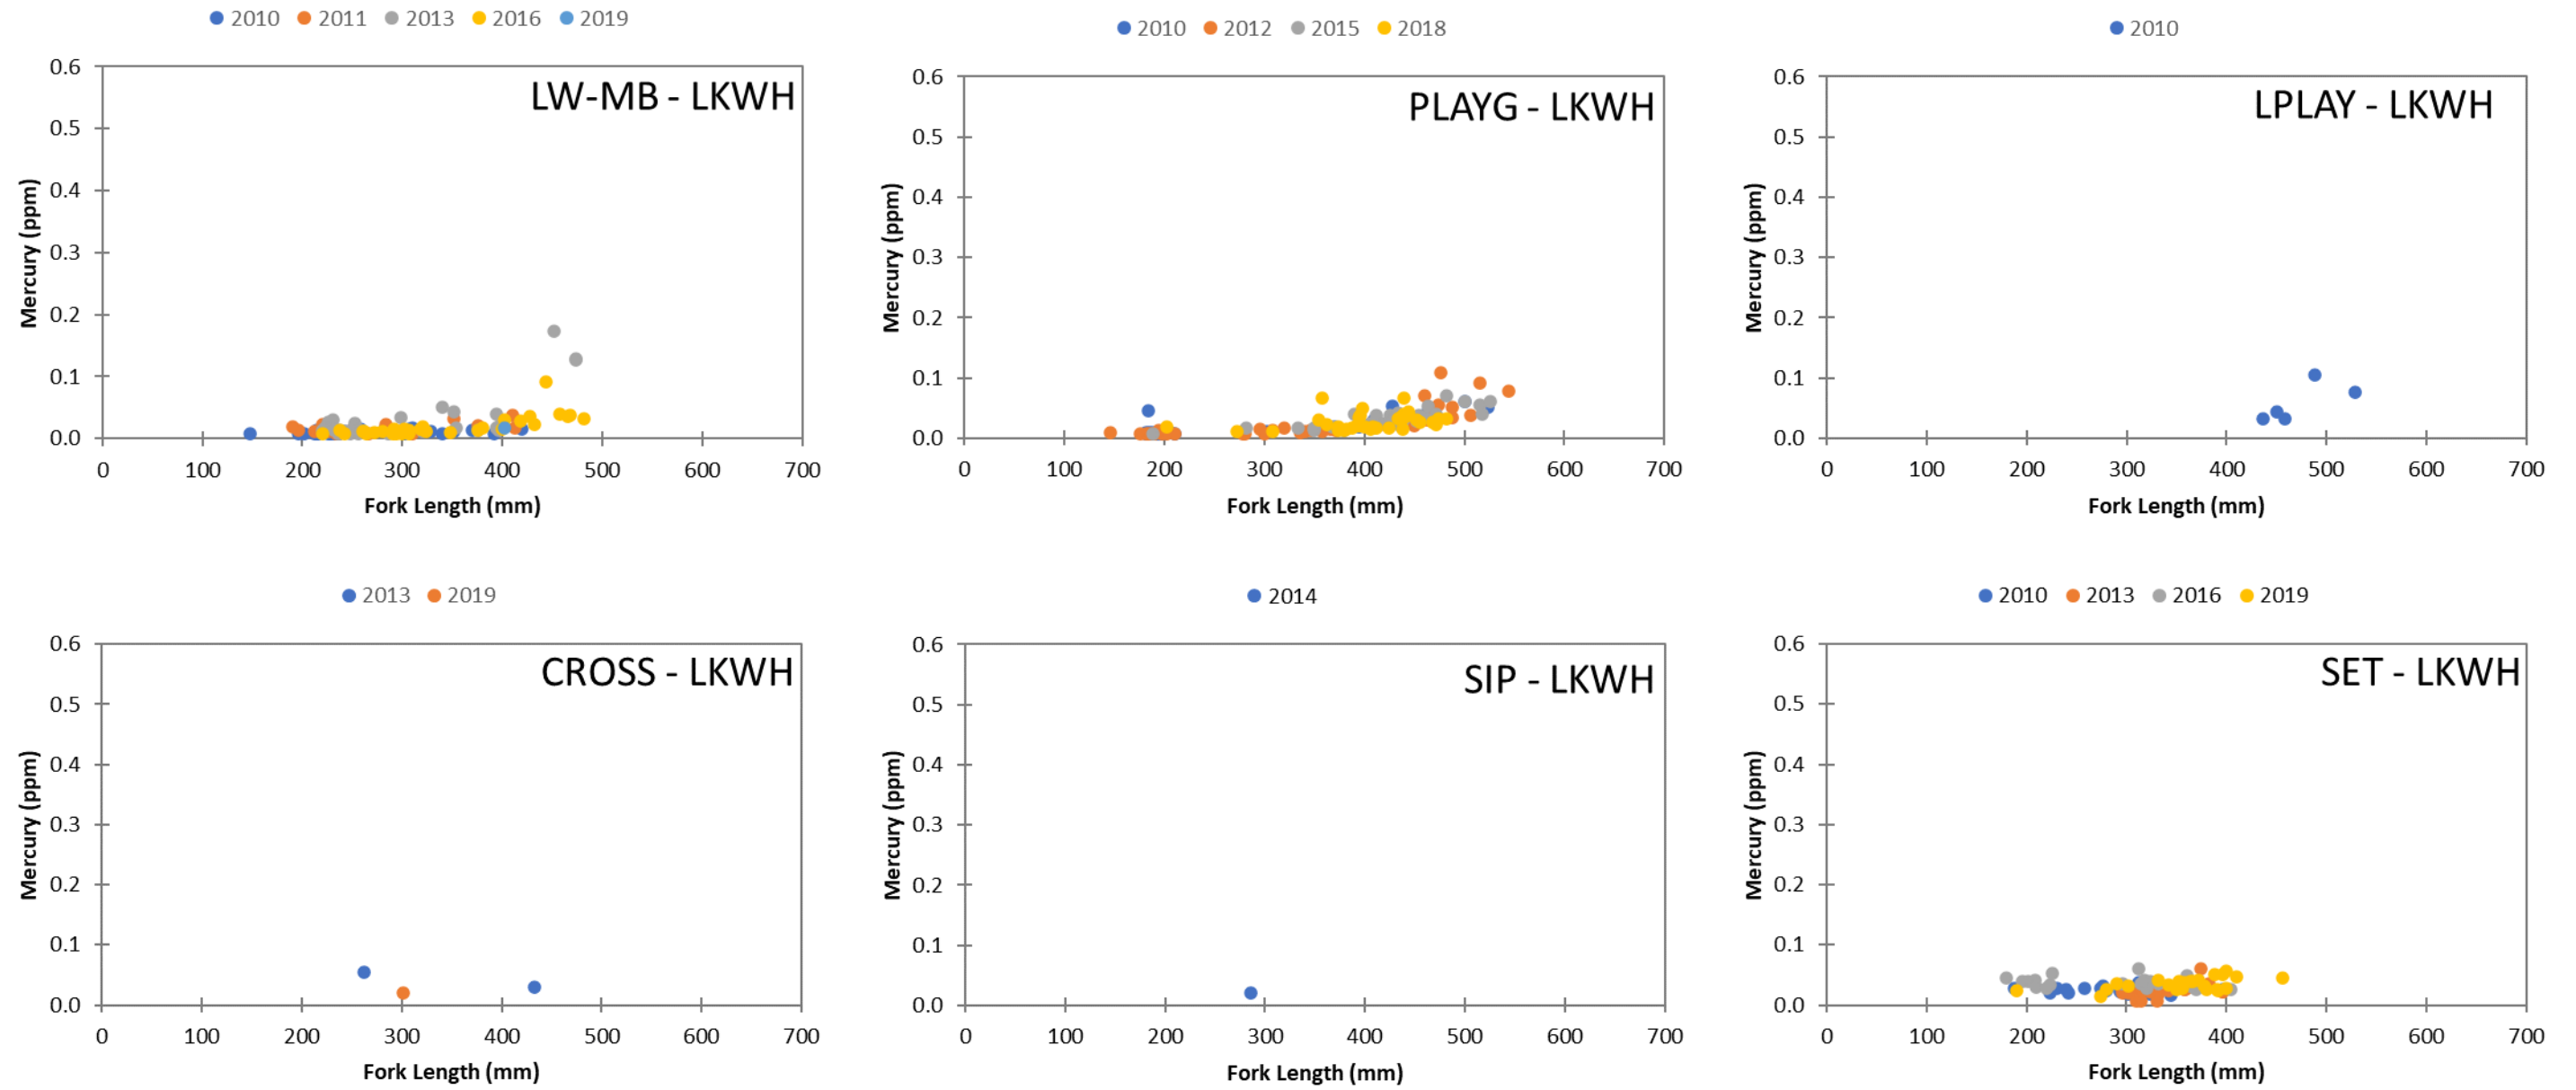 2010 2011 2013 2016 2019
LW-MB - LKWH
0.6
0.5
0.4
0.3
0.2
0.1
0.0
Mercury (ppm)
0 100 200 300 400 500 600 700
Fork Length (mm)
2010 2012 2015 2018
PLAYG - LKWH
0.6
0.5
0.4
0.3
0.2
0.1
0.0
Mercury (ppm)
0 100 200 300 400 500 600 700
Fork Length (mm)
2010
LPLAY - LKWH
0.6
0.5
0.4
0.3
0.2
0.1
0.0
Mercury (ppm)
0 100 200 300 400 500 600 700
Fork Length (mm)
2013 2019
CROSS - LKWH
0.6
0.5
0.4
0.3
0.2
0.1
0.0
Mercury (ppm)
0 100 200 300 400 500 600 700
Fork Length (mm)
2014
SIP - LKWH
0.6
0.5
0.4
0.3
0.2
0.1
0.0
Mercury (ppm)
0 100 200 300 400 500 600 700
Fork Length (mm)
2010 2013 2016 2019
SET - LKWH
0.6
0.5
0.4
0.3
0.2
0.1
0.0
Mercury (ppm)
0 100 200 300 400 500 600 700
Fork Length (mm)